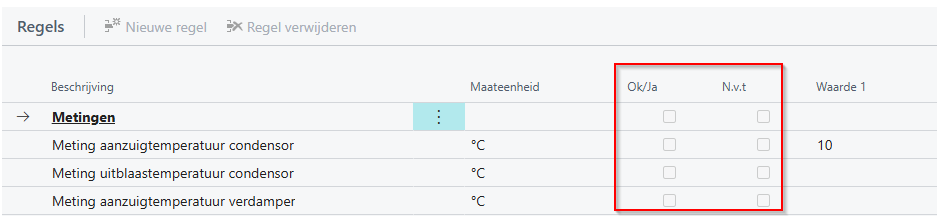 Regels Nieuwe regel Regel verwijderen
Beschrijving Maateenheid Ok/Ja N.v.t Waarde 1
Metingen
Meting aanzuigtemperatuur condensor °C 10
Meting uitblaastemperatuur condensor °C
Meting aanzuigtemperatuur verdamper °C